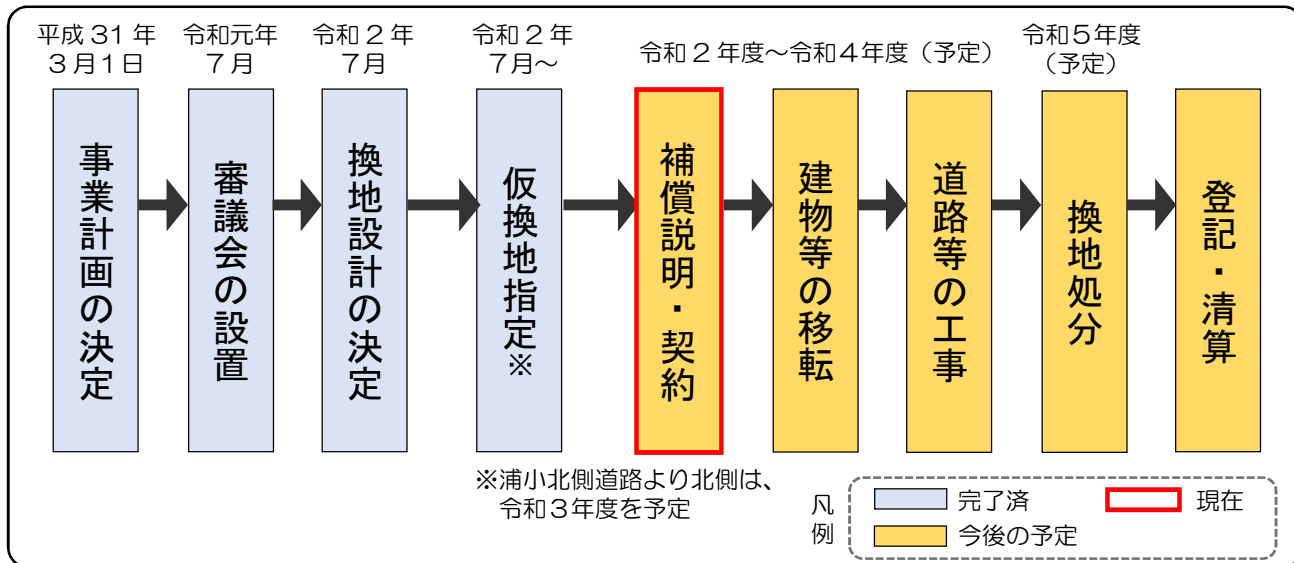 平成 31 年
３月１日
令和元年
７月
令和２年
７月
令和２年
７月～
令和２年度～令和４年度（予定）
令和５年度
（予定）
事業計画の決定
審議会の設置
換地設計の決定
仮換地指定※
補償説明・契約
建物等の移転
道路等の工事
換地処分
登記・清算
※浦小北側道路より北側は、
令和３年度を予定
凡例
完了済
現在
今後の予定